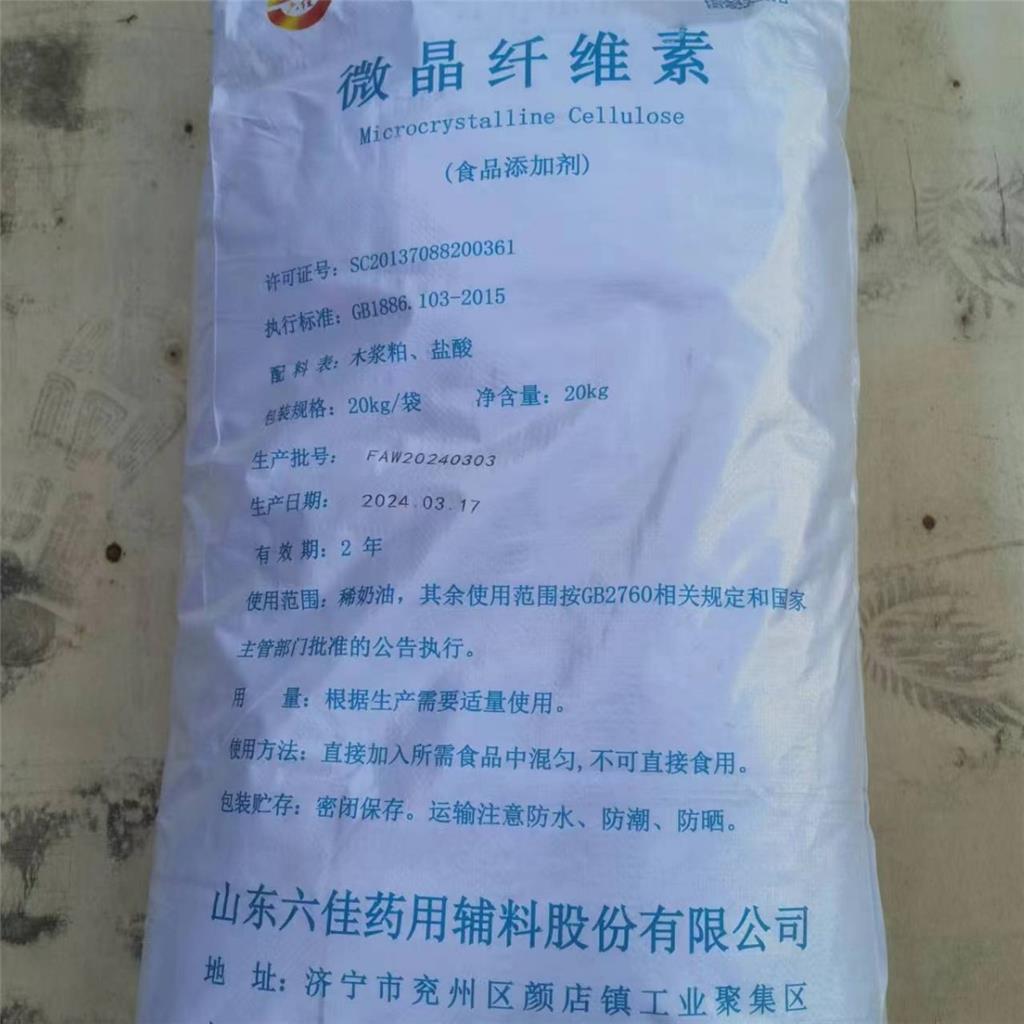 微晶纤维素
Microcrystalline Cellulose
(食品添加剂)
许可证号：SC20137088200361
执行标准：GB1886.103-2015
配料表：木浆粕、盐酸
包装规格：20kg/袋 净含量：20kg
生产批号： FAW20240303
生产日期： 2024.03.17
有效期：2 年
使用范围：稀奶油，其余使用范围按GB2760相关规定和国家
主管部门批准的公告执行。
用 量：根据生产需要适量使用。
使用方法：直接加入所需食品中混匀,不可直接食用。
包装贮存：密闭保存。运输注意防水、防潮、防晒。
山东六佳药用辅料股份有限公司
地 址：济宁市兖州区颜店镇工业聚集区